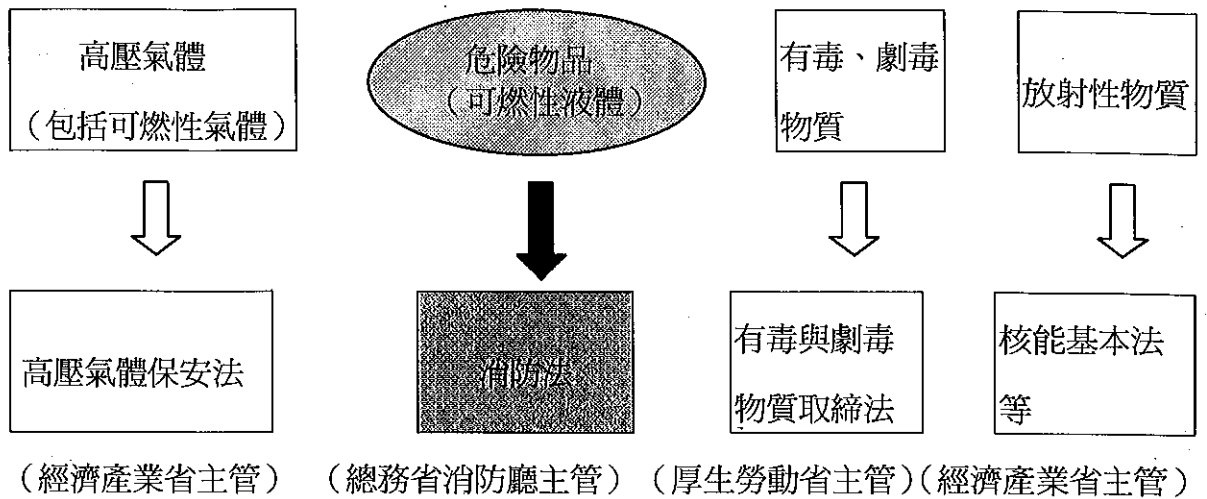 高壓氣體
（包括可燃性氣體）
危險物品
（可燃性液體）
有毒、劇毒
物質
放射性物質
高壓氣體保安法
消防法
有毒與劇毒
物質取締法
核能基本法
等
（經濟產業省主管）
（總務省消防廳主管）
（厚生勞動省主管）
（經濟產業省主管）